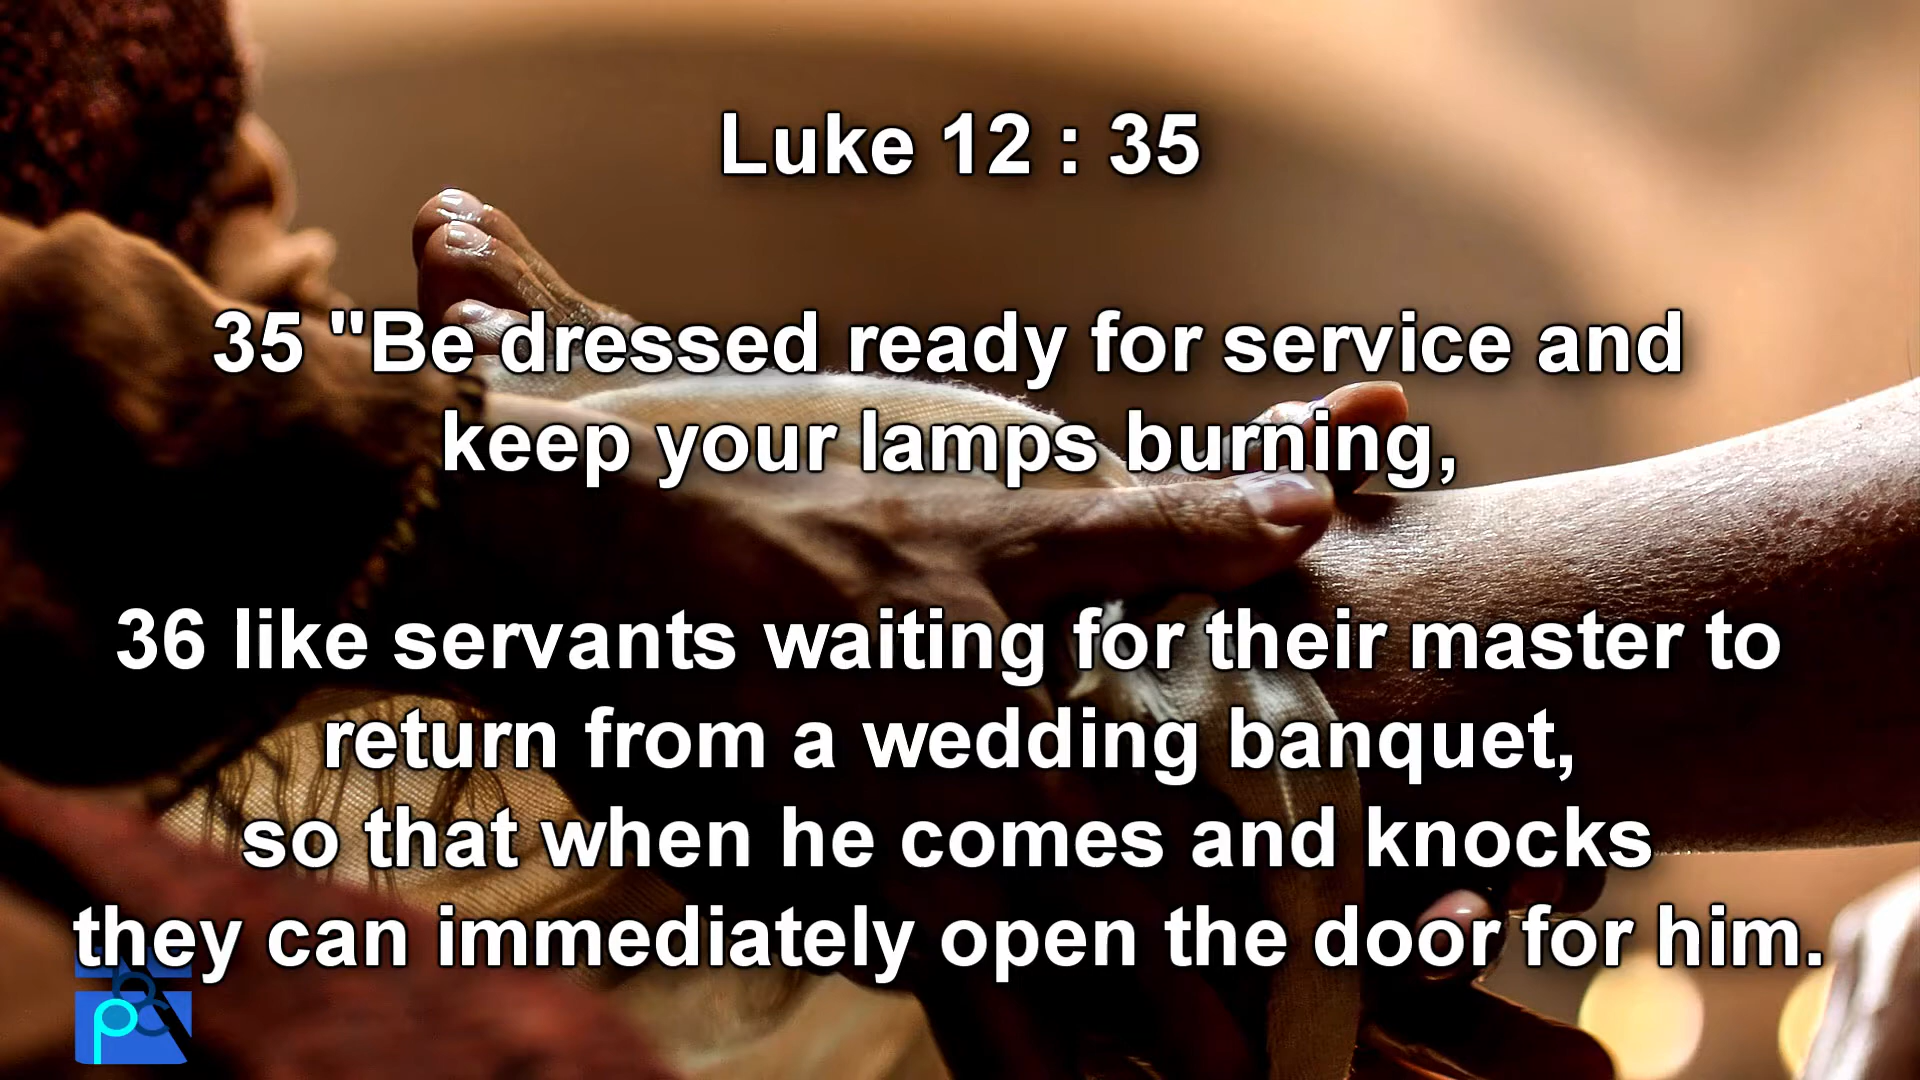 Luke 12 : 35
35 "Be dressed ready for service and
keep your lamps burning,
36 like servants waiting for their master to
return from a wedding banquet,
so that when he comes and knocks
they can immediately open the door for him.
p